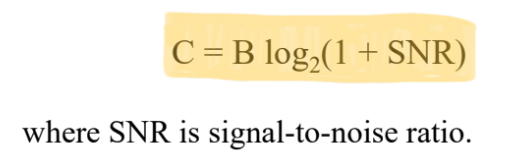 C = B log₂(1 + SNR)
where SNR is signal-to-noise ratio.